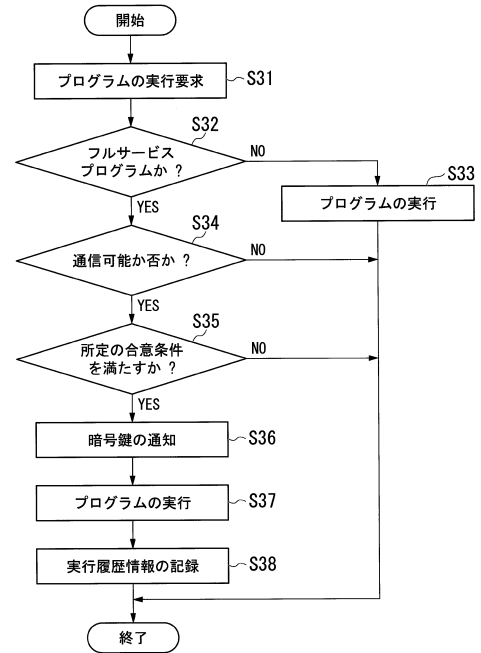 開始
プログラムの実行要求
S31
S32
フルサービス
プログラムか ?
NO
YES
S33
プログラムの実行
S34
通信可能か否か ?
NO
YES
S35
所定の合意条件
を満たすか ?
NO
YES
暗号鍵の通知
S36
プログラムの実行
S37
実行履歴情報の記録
S38
終了